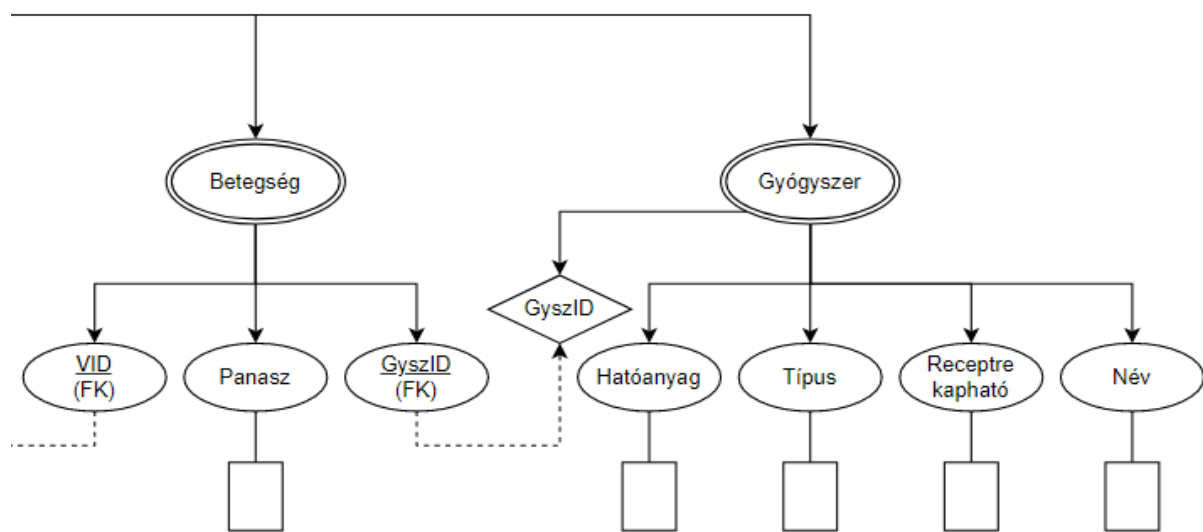 Betegség
Gyógyszer
GyszID
VID
(FK)
Panasz
GyszID
(FK)
Hatóanyag
Típus
Receptre
kapható
Név